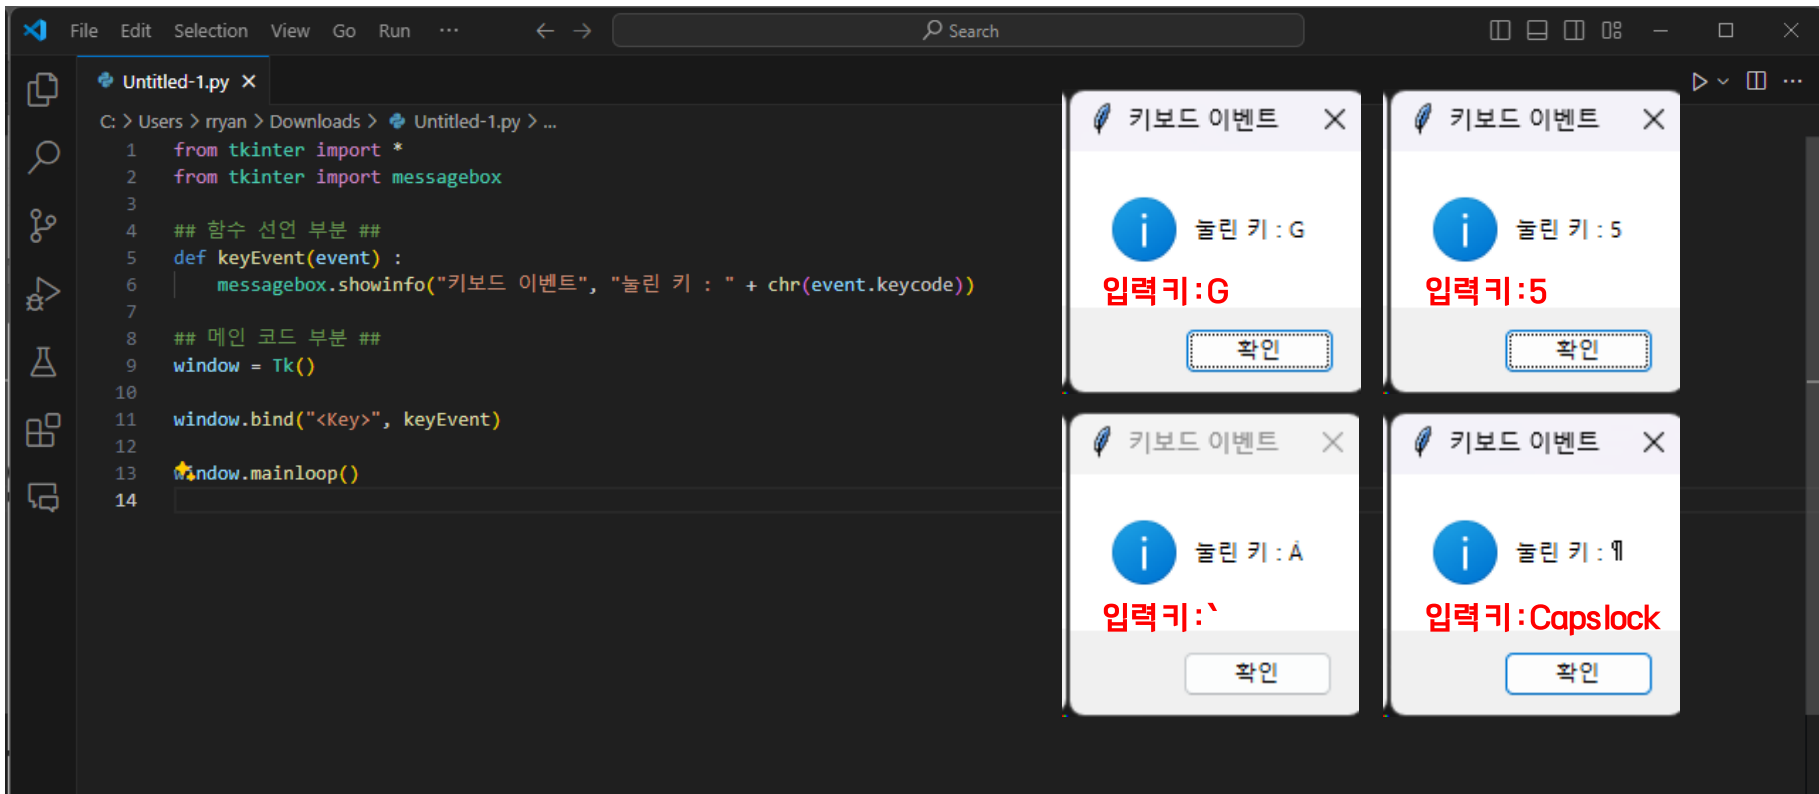 File Edit Selection View Go Run ··· Search
Untitled-1.py
C: > Users > rryan > Downloads > Untitled-1.py > ...
1 from tkinter import *
2 from tkinter import messagebox
3
4 ## 함수 선언 부분 ##
5 def keyEvent(event) :
6 messagebox.showinfo("키보드 이벤트", "눌린 키 : " + chr(event.keycode))
7
8 ## 메인 코드 부분 ##
9 window = Tk()
10
11 window.bind("<Key>", keyEvent)
12
13 window.mainloop()
14
키보드 이벤트
눌린 키 : G
입력키:G
확인
키보드 이벤트
눌린 키 : 5
입력키:5
확인
키보드 이벤트
눌린 키 : À
입력키:`
확인
키보드 이벤트
눌린 키 : ¶
입력키:Capslock
확인